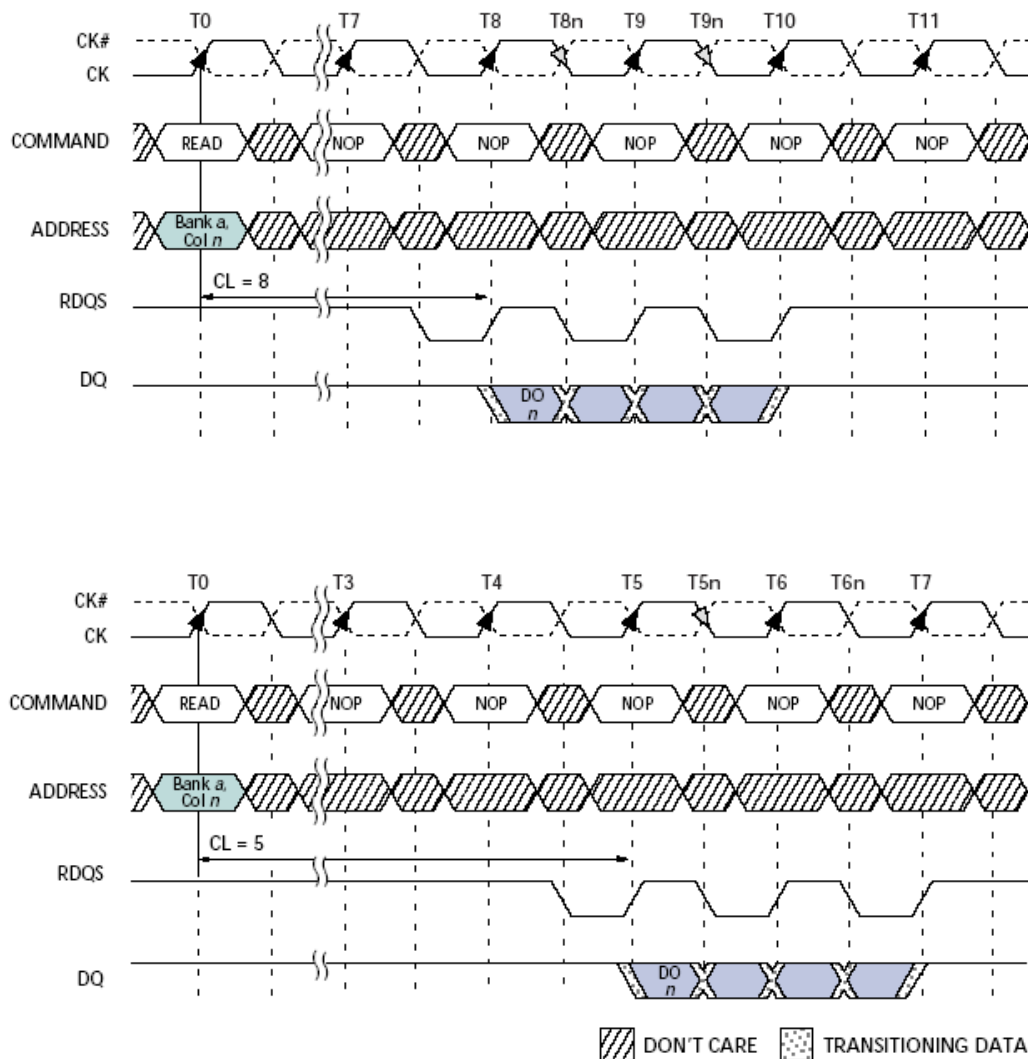 T0 T7 T8 T8n T9 T9n T10 T11
CK#
CK
COMMAND READ NOP NOP NOP NOP NOP
ADDRESS Bank a,
Col n
CL = 8
RDQS
DQ DO
n
T0 T3 T4 T5 T5n T6 T6n T7
CK#
CK
COMMAND READ NOP NOP NOP NOP NOP
ADDRESS Bank a,
Col n
CL = 5
RDQS
DQ DO
n
DON'T CARE TRANSITIONING DATA